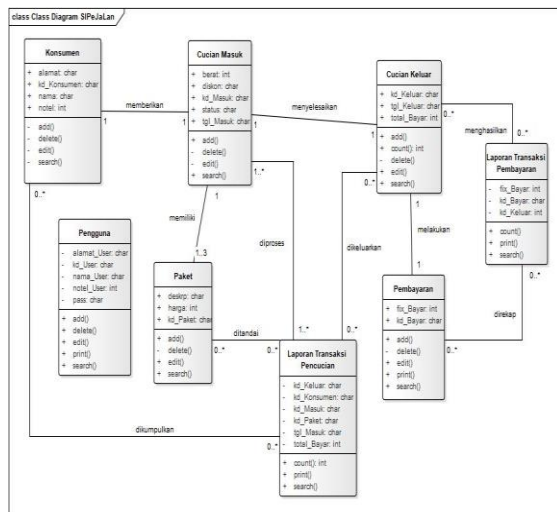 class Class Diagram SIPeJaLan
Konsumen
+ alamat: char
+ kd_Konsumen: char
+ nama: char
+ notel: int
- add()
- delete()
- edit()
- search()
memberikan
1
1
Cucian Masuk
+ berat: int
+ diskon: char
+ kd_Masuk: char
+ status: char
+ tgl_Masuk: char
+ add()
- delete()
- edit()
+ search()
menyelesaikan
1
1
Cucian Keluar
+ kd_Keluar: char
+ tgl_Keluar: char
+ total_Bayar: int
+ add()
+ count(): int
- delete()
+ edit()
+ search()
0..*
menghasilkan
0..*
Laporan Transaksi
Pembayaran
- fix_Bayar: int
- kd_Bayar: char
- kd_Keluar: int
+ count()
+ print()
+ search()
0..*
1..*
0..*
1
1
memiliki
diproses
dikeluarkan
melakukan
Pengguna
- alamat_User: char
- kd_User: char
- nama_User: char
- notel_User: int
- pass: char
+ add()
+ delete()
+ edit()
+ print()
+ search()
1..3
Paket
+ deskrp: char
+ harga: int
+ kd_Paket: char
+ add()
- delete()
+ edit()
+ search()
ditandai
0..*
0..*
1..*
0..*
1
Pembayaran
+ fix_Bayar: int
+ kd_Bayar: char
+ add()
- delete()
+ edit()
+ print()
+ search()
0..*
direkap
0..*
Laporan Transaksi
Pencucian
- kd_Keluar: char
- kd_Konsumen: char
- kd_Masuk: char
- kd_Paket: char
- tgl_Masuk: char
- total_Bayar: int
+ count(): int
+ print()
+ search()
dikumpulkan
0..*